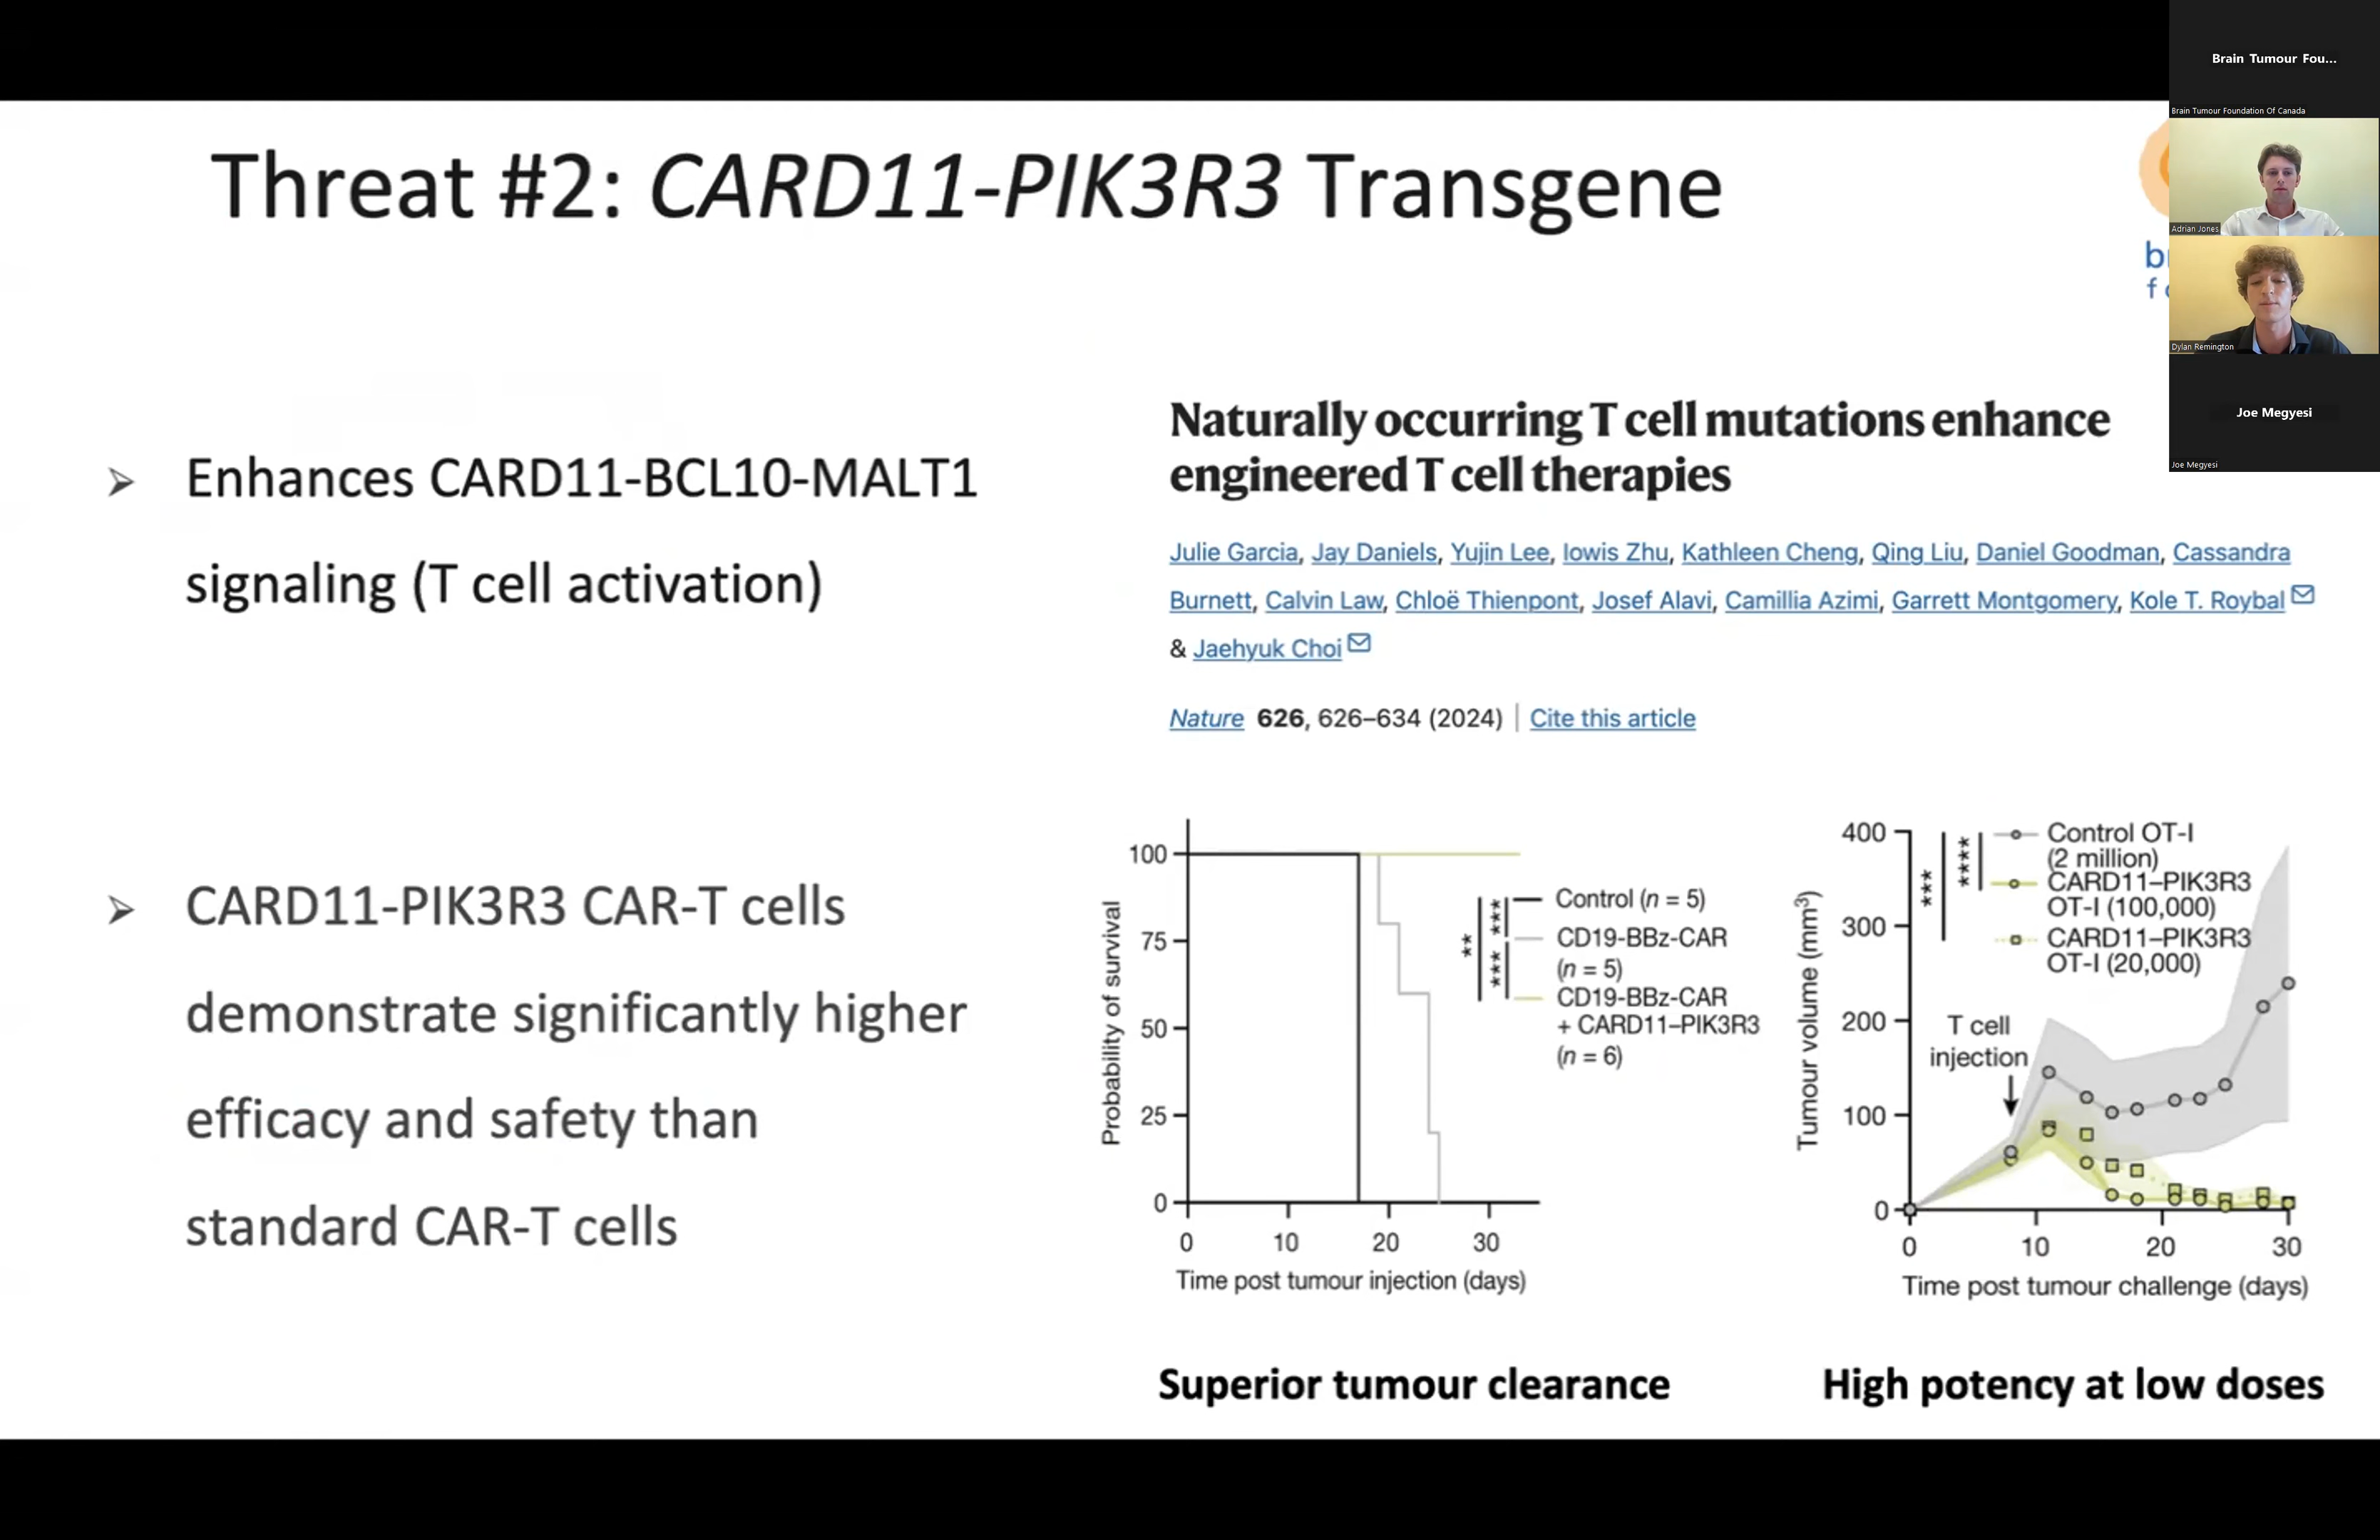 Threat #2: CARD11-PIK3R3 Transgene
Brain Tumour Fou...
Brain Tumour Foundation Of Canada
Adrian Jones
Dylan Remington
Joe Megyesi
Joe Megyesi
➢ Enhances CARD11-BCL10-MALT1
signaling (T cell activation)
➢ CARD11-PIK3R3 CAR-T cells
demonstrate significantly higher
efficacy and safety than
standard CAR-T cells
Naturally occurring T cell mutations enhance
engineered T cell therapies
Julie Garcia, Jay Daniels, Yujin Lee, Iowis Zhu, Kathleen Cheng, Qing Liu, Daniel Goodman, Cassandra
Burnett, Calvin Law, Chloë Thienpont, Josef Alavi, Camillia Azimi, Garrett Montgomery, Kole T. Roybal
& Jaehyuk Choi
Nature 626, 626–634 (2024) | Cite this article
Probability of survival
100
75
50
25
0
0 10 20 30
Time post tumour injection (days)
** *** ***
Control (n = 5)
CD19-BBz-CAR
(n = 5)
CD19-BBz-CAR
+ CARD11–PIK3R3
(n = 6)
Superior tumour clearance
Tumour volume (mm³)
400
300
200
100
0
0 10 20 30
Time post tumour challenge (days)
*** ****
Control OT-I
(2 million)
CARD11–PIK3R3
OT-I (100,000)
CARD11–PIK3R3
OT-I (20,000)
T cell
injection
High potency at low doses